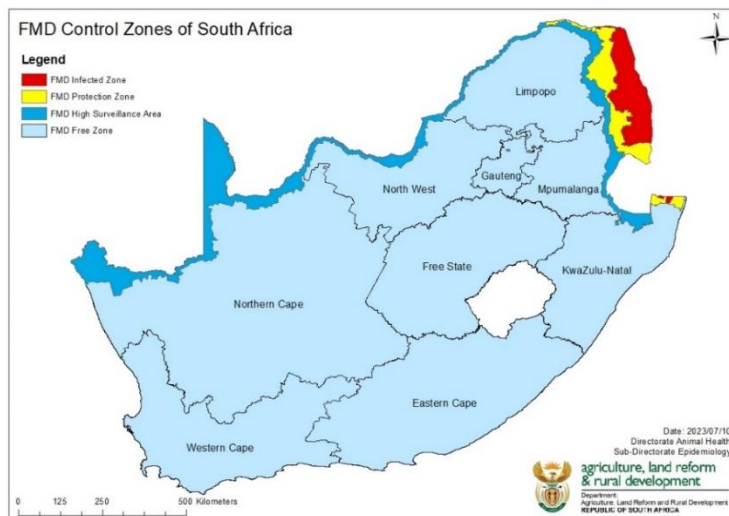 FMD Control Zones of South Africa
N
Legend
FMD Infected Zone
FMD Protection Zone
FMD High Surveillance Area
FMD Free Zone
Limpopo
North West
Gauteng
Mpumalanga
Free State
KwaZulu-Natal
Northern Cape
Eastern Cape
Western Cape
Date: 2023/07/10
Directorate Animal Health
Sub-Directorate Epidemiology
agriculture, land reform
& rural development
Department:
Agriculture, Land Reform and Rural Development
REPUBLIC OF SOUTH AFRICA
0 125 250 500 Kilometers